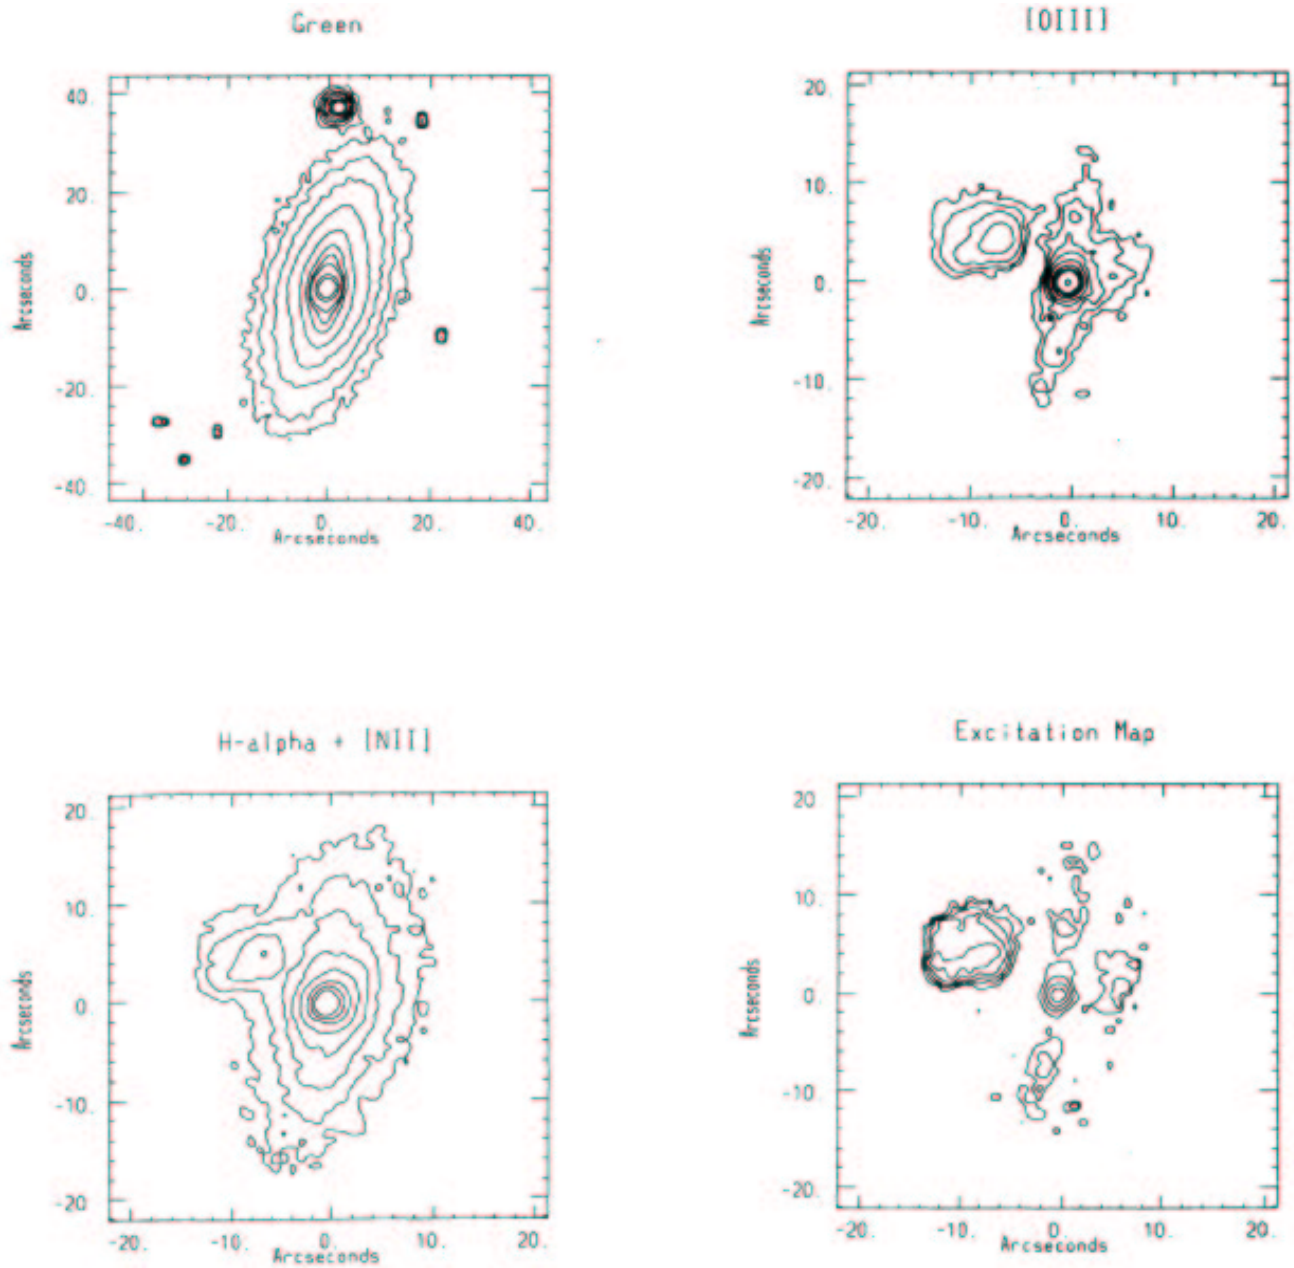 Green
40.
20.
0.
-20.
-40.
Arcseconds
-40. -20. 0. 20. 40.
Arcseconds
[OIII]
20.
10.
0.
-10.
-20.
Arcseconds
-20. -10. 0. 10. 20.
Arcseconds
H-alpha + [NII]
20.
10.
0.
-10.
-20.
Arcseconds
-20. -10. 0. 10. 20.
Arcseconds
Excitation Map
20.
10.
0.
-10.
-20.
Arcseconds
-20. -10. 0. 10. 20.
Arcseconds